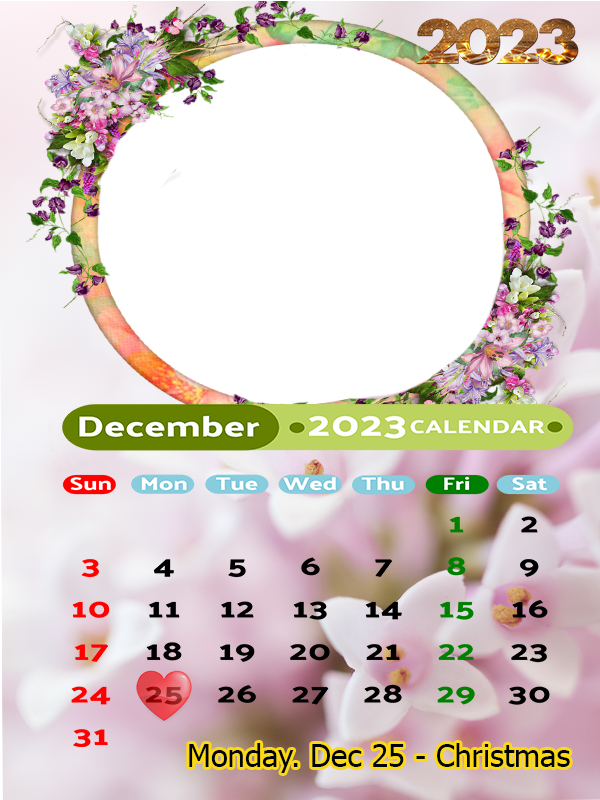 2023
December 2023 CALENDAR
Sun Mon Tue Wed Thu Fri Sat
1 2
3 4 5 6 7 8 9
10 11 12 13 14 15 16
17 18 19 20 21 22 23
24 25 26 27 28 29 30
31
Monday. Dec 25 - Christmas